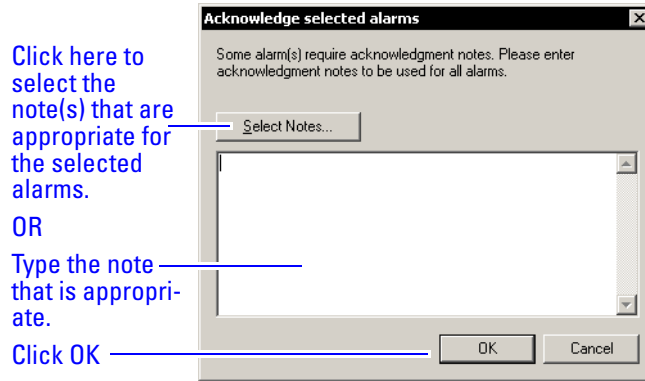 Acknowledge selected alarms
Some alarm(s) require acknowledgment notes. Please enter
acknowledgment notes to be used for all alarms.
Click here to
select the
note(s) that are
appropriate for
the selected
alarms.
Select Notes...
OR
Type the note
that is appropri-
ate.
Click OK
OK
Cancel